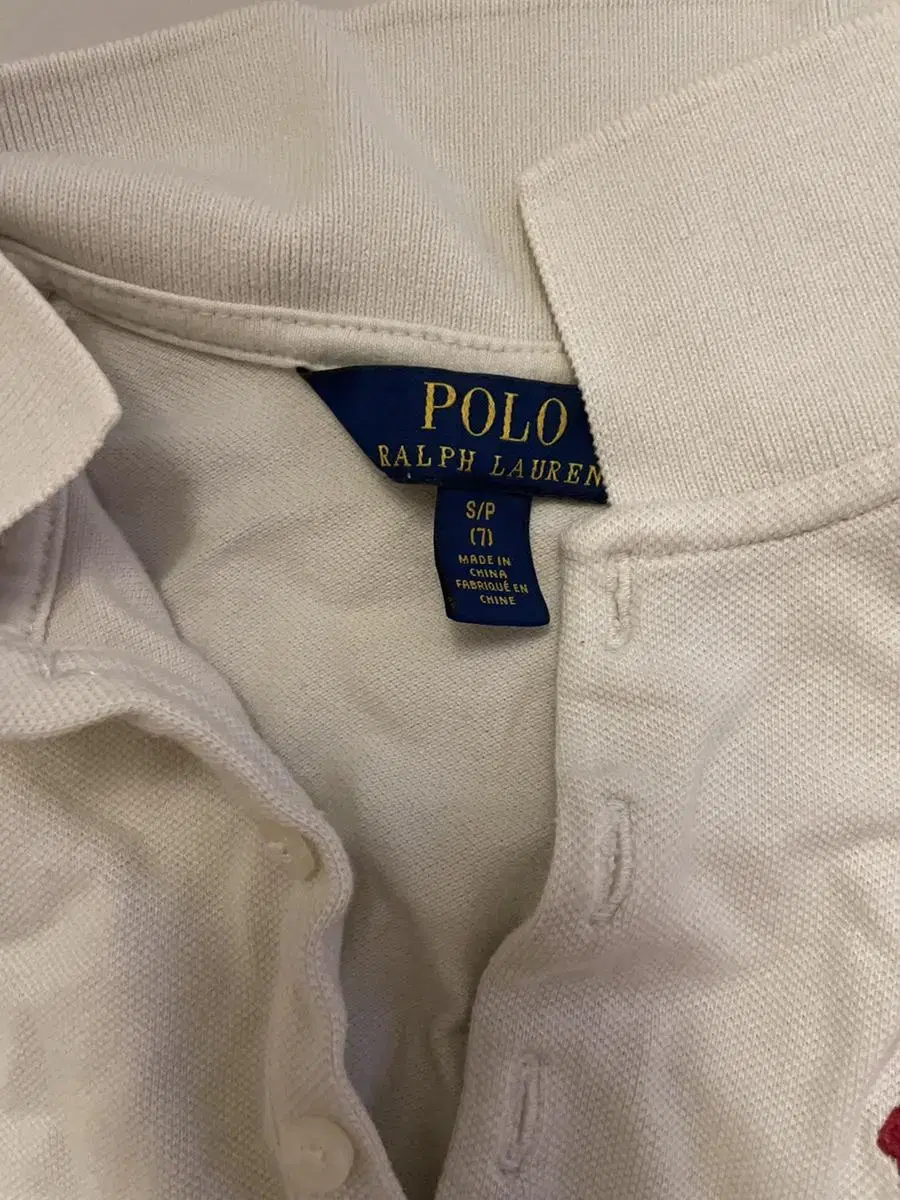 POLO
RALPH LAUREN
S/P
(7)
MADE IN
CHINA
FABRIQUÉ EN
CHINE